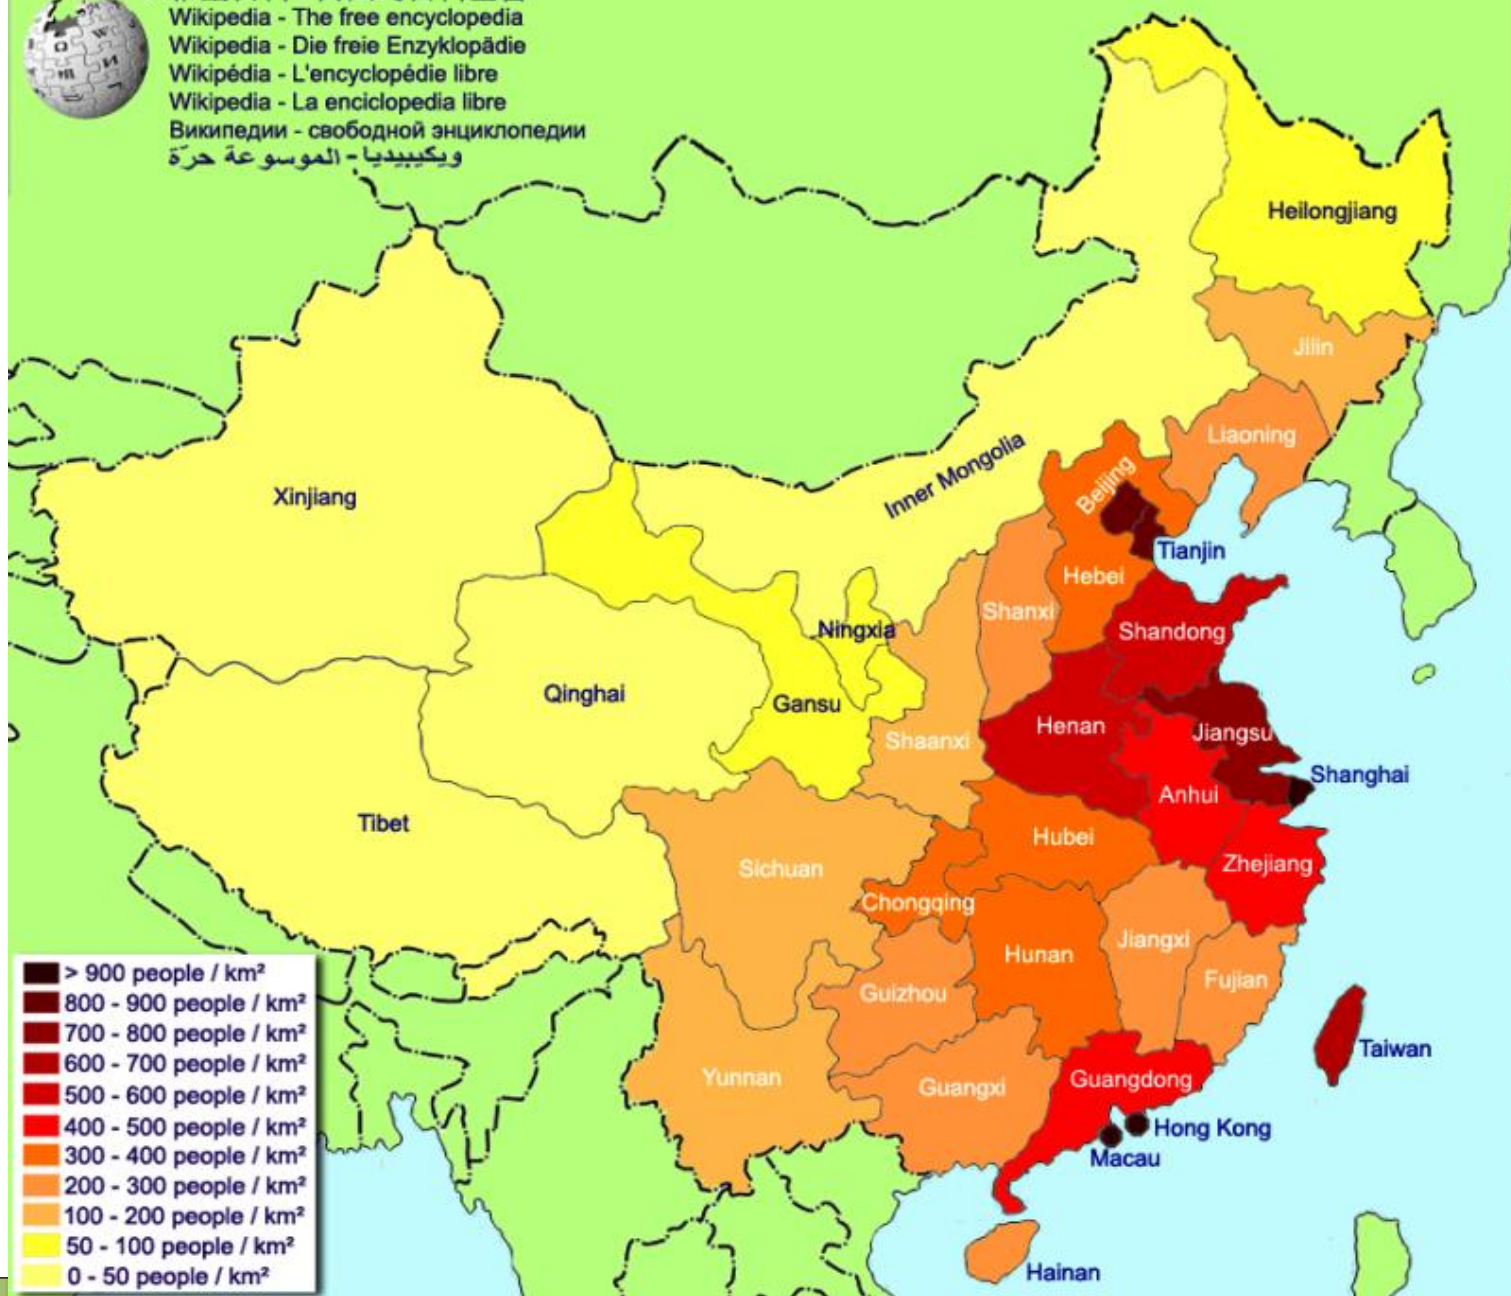 Wikipedia - The free encyclopedia
Wikipedia - Die freie Enzyklopädie
Wikipédia - L'encyclopédie libre
Wikipedia - La enciclopedia libre
Википедии - свободной энциклопедии
ويكيبيديا - الموسوعة حرّة
Heilongjiang
Jilin
Liaoning
Inner Mongolia
Xinjiang
Beijing
Tianjin
Hebei
Shanxi
Ningxia
Shandong
Qinghai
Gansu
Shaanxi
Henan
Jiangsu
Shanghai
Anhui
Tibet
Hubei
Zhejiang
Sichuan
Chongqing
Jiangxi
Hunan
Fujian
Guizhou
Taiwan
Yunnan
Guangxi
Guangdong
Hong Kong
Macau
Hainan
> 900 people / km²
800 - 900 people / km²
700 - 800 people / km²
600 - 700 people / km²
500 - 600 people / km²
400 - 500 people / km²
300 - 400 people / km²
200 - 300 people / km²
100 - 200 people / km²
50 - 100 people / km²
0 - 50 people / km²